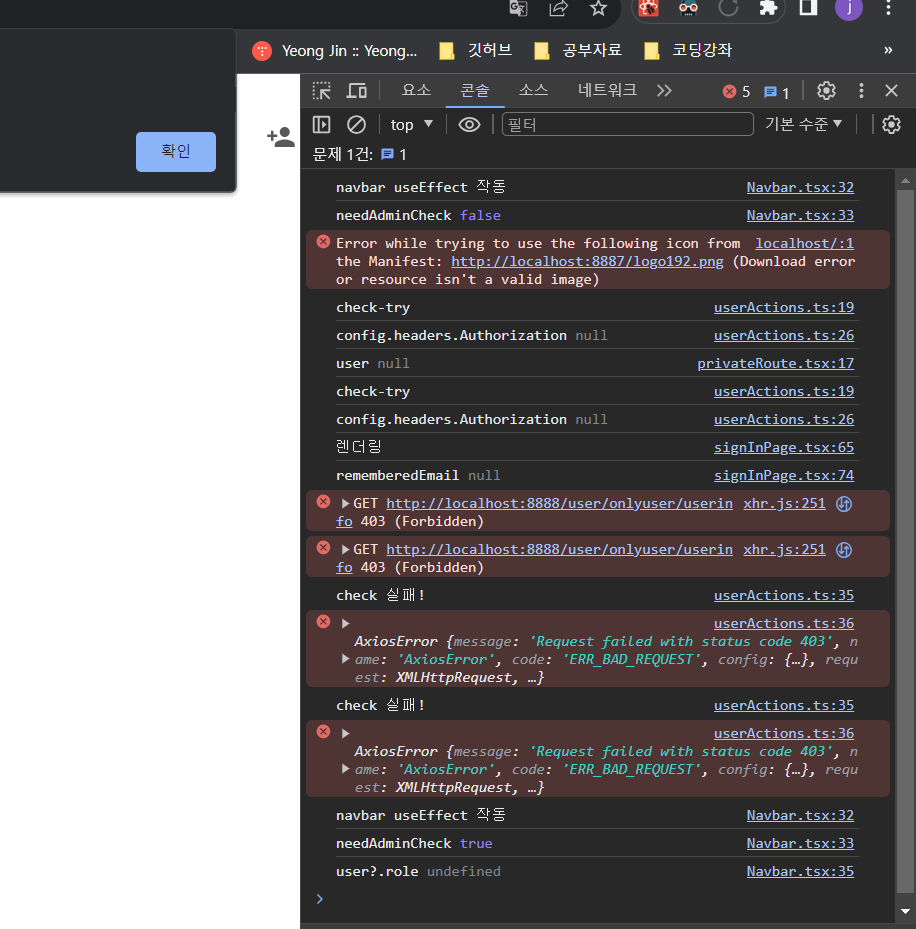 j
Yeong Jin :: Yeong...
깃허브
공부자료
코딩강좌
»
확인
요소
콘솔
소스
네트워크
5
1
top
필터
기본 수준
문제 1건:
1
navbar useEffect 작동 Navbar.tsx:32
needAdminCheck false Navbar.tsx:33
Error while trying to use the following icon from localhost/:1
the Manifest: http://localhost:8887/logo192.png (Download error
or resource isn't a valid image)
check-try userActions.ts:19
config.headers.Authorization null userActions.ts:26
user null privateRoute.tsx:17
check-try userActions.ts:19
config.headers.Authorization null userActions.ts:26
렌더링 signInPage.tsx:65
rememberedEmail null signInPage.tsx:74
GET http://localhost:8888/user/onlyuser/userin xhr.js:251
fo 403 (Forbidden)
GET http://localhost:8888/user/onlyuser/userin xhr.js:251
fo 403 (Forbidden)
check 실패! userActions.ts:35
userActions.ts:36
AxiosError {message: 'Request failed with status code 403', n
ame: 'AxiosError', code: 'ERR_BAD_REQUEST', config: {…}, requ
est: XMLHttpRequest, …}
check 실패! userActions.ts:35
userActions.ts:36
AxiosError {message: 'Request failed with status code 403', n
ame: 'AxiosError', code: 'ERR_BAD_REQUEST', config: {…}, requ
est: XMLHttpRequest, …}
navbar useEffect 작동 Navbar.tsx:32
needAdminCheck true Navbar.tsx:33
user?.role undefined Navbar.tsx:35